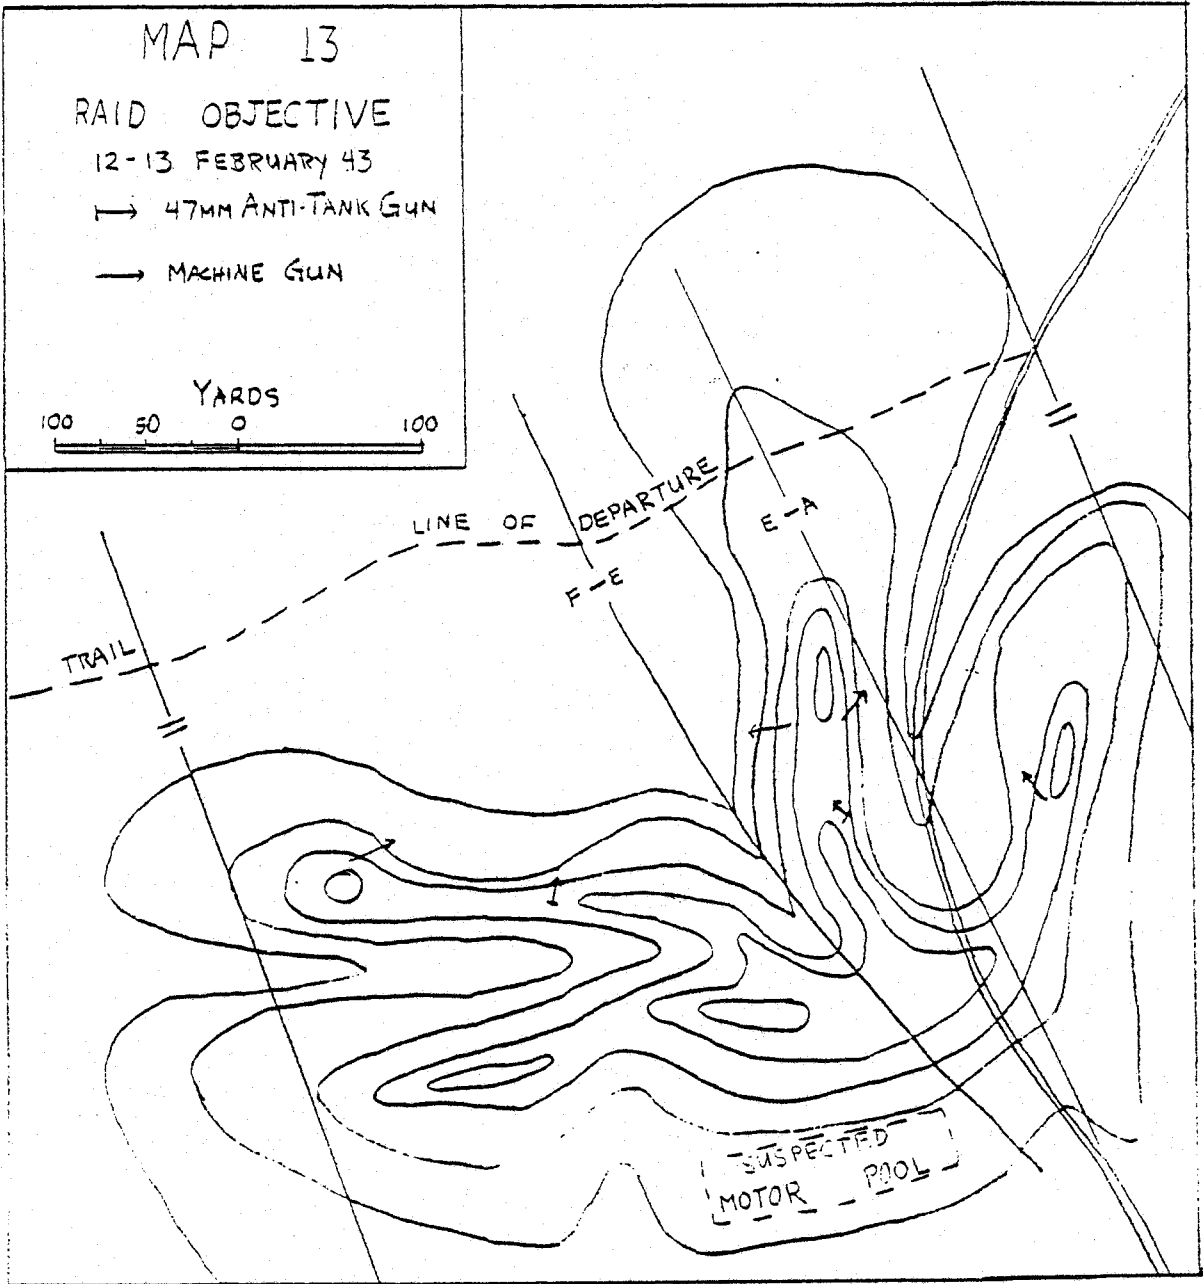 MAP 13
RAID OBJECTIVE
12-13 FEBRUARY 43
47MM ANTI-TANK GUN
MACHINE GUN
YARDS
100 50 0 100
LINE OF DEPARTURE
E-A
F-E
TRAIL
SUSPECTED
MOTOR POOL